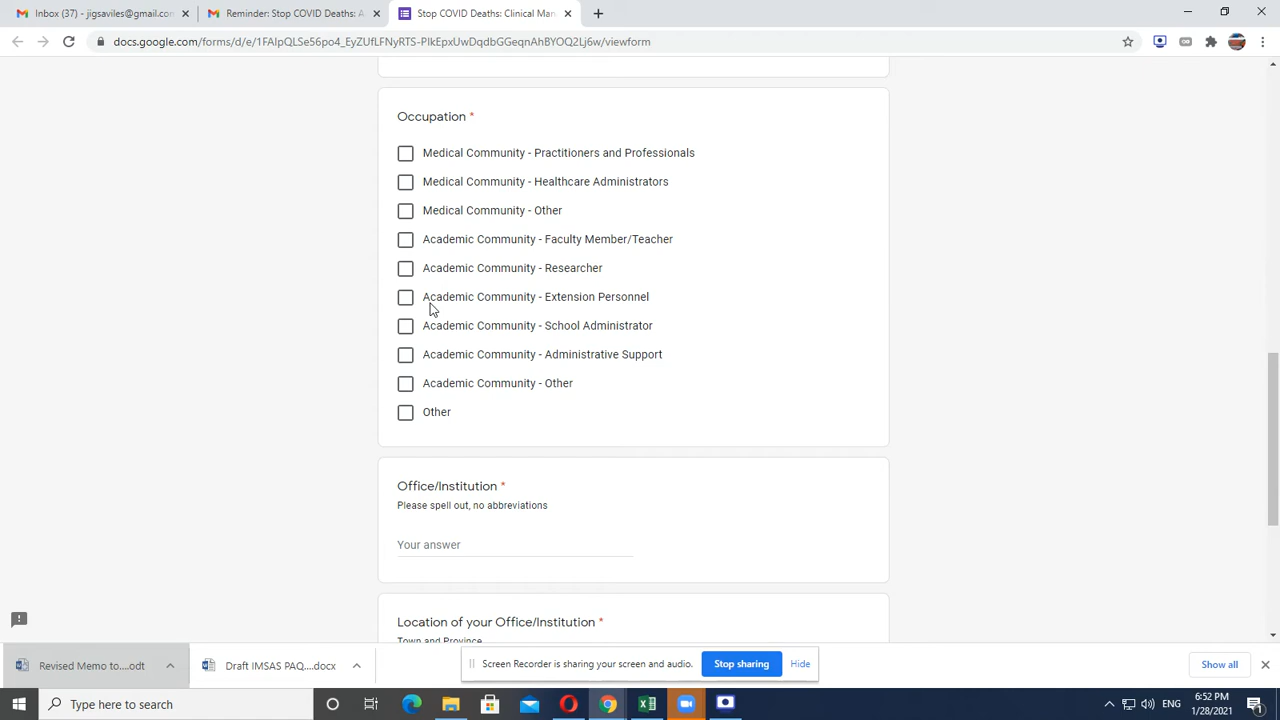 Inbox (37) - jigsaviles@gmail.com
Reminder: Stop COVID Deaths: A
Stop COVID Deaths: Clinical Man
docs.google.com/forms/d/e/1FAIpQLSe56po4_EyZUfLFNyRTS-PIkEpxUwDqdbGGeqnAhBYOQ2Lj6w/viewform
Occupation *
Medical Community - Practitioners and Professionals
Medical Community - Healthcare Administrators
Medical Community - Other
Academic Community - Faculty Member/Teacher
Academic Community - Researcher
Academic Community - Extension Personnel
Academic Community - School Administrator
Academic Community - Administrative Support
Academic Community - Other
Other
Office/Institution *
Please spell out, no abbreviations
Your answer
Location of your Office/Institution *
Town and Province
Revised Memo to....odt
Draft IMSAS PAQ....docx
Screen Recorder is sharing your screen and audio.
Stop sharing
Hide
Show all
Type here to search
ENG
6:52 PM
1/28/2021